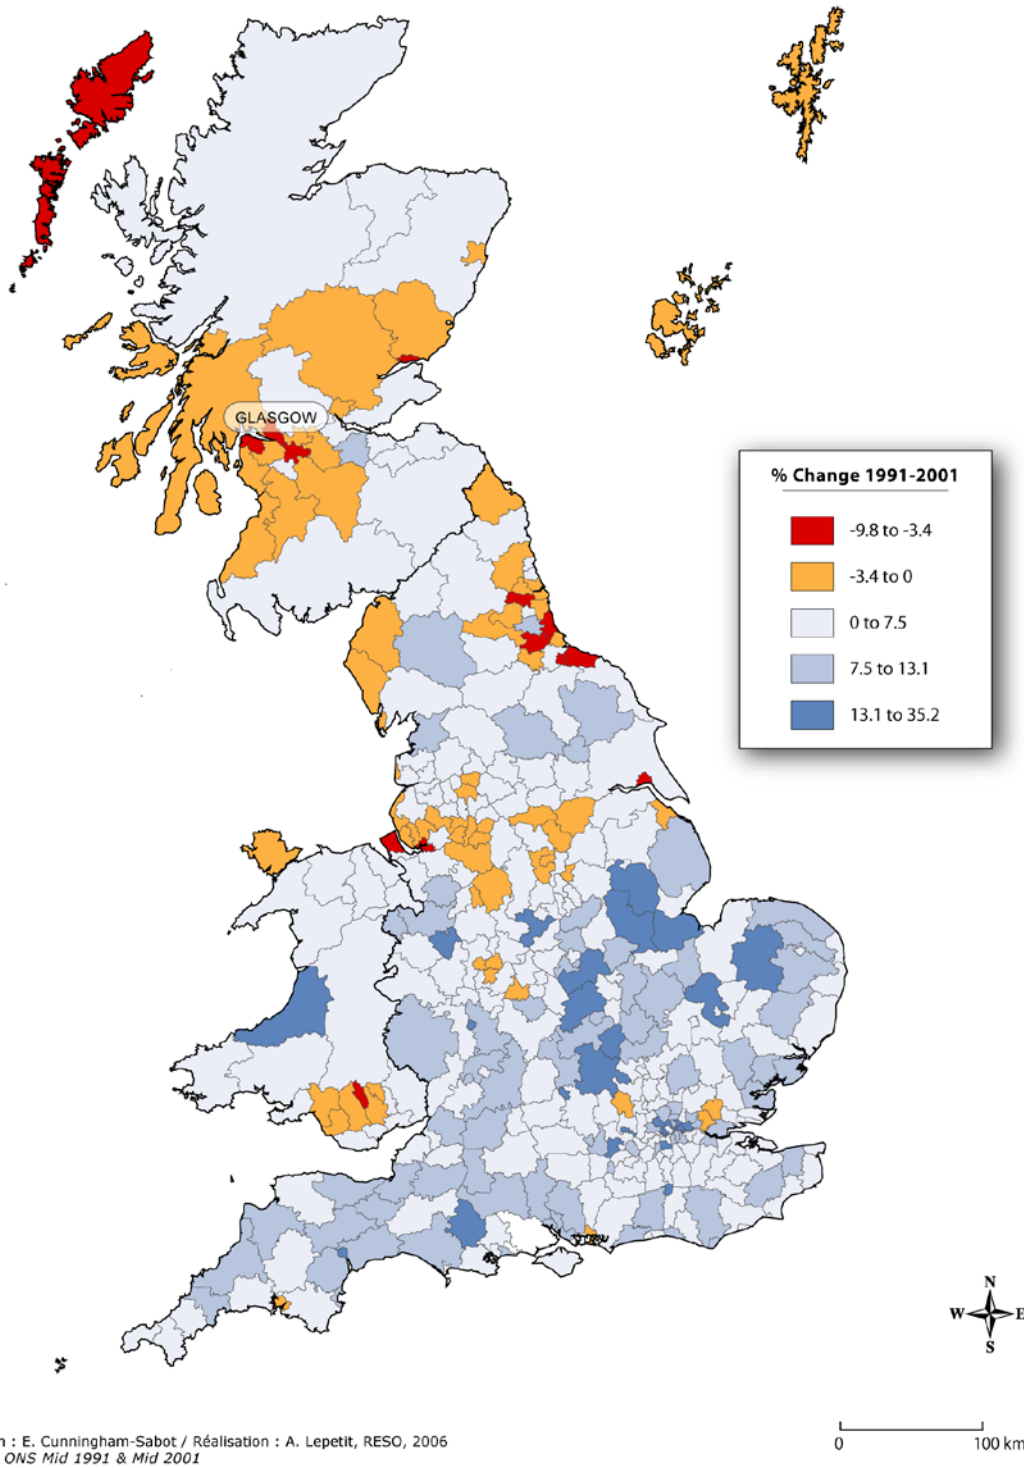 GLASGOW
% Change 1991-2001
-9.8 to -3.4
-3.4 to 0
0 to 7.5
7.5 to 13.1
13.1 to 35.2
N
W E
S
: E. Cunningham-Sabot / Réalisation : A. Lepetit, RESO, 2006
ONS Mid 1991 & Mid 2001
0 100 km